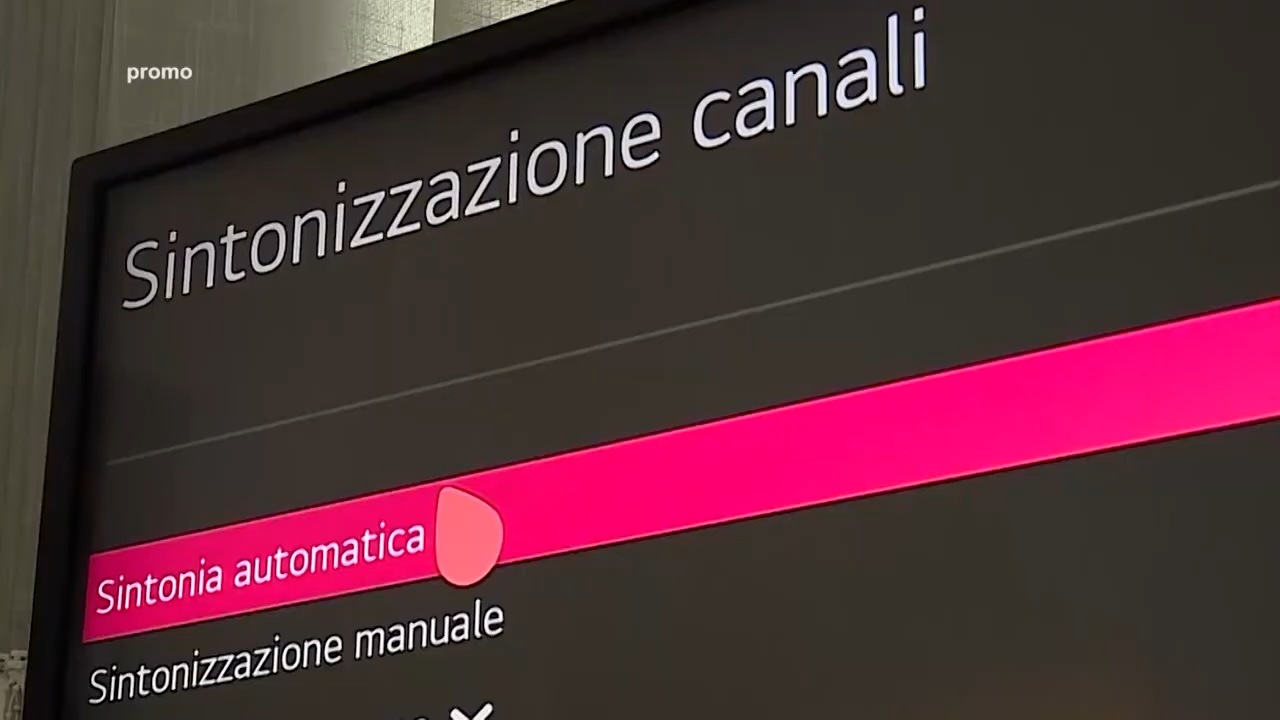 promo
Sintonizzazione canali
Sintonia automatica
Sintonizzazione manuale